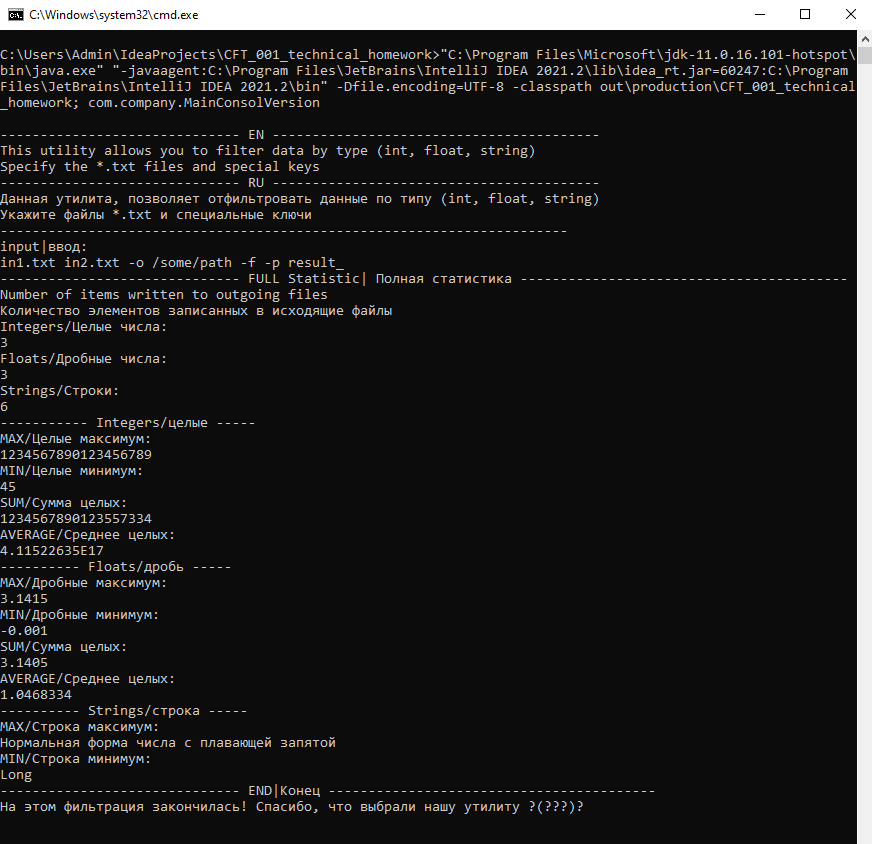 C:\Windows\system32\cmd.exe
C:\Users\Admin\IdeaProjects\CFT_001_technical_homework>"C:\Program Files\Microsoft\jdk-11.0.16.101-hotspot\
bin\java.exe" "-javaagent:C:\Program Files\JetBrains\IntelliJ IDEA 2021.2\lib\idea_rt.jar=60247:C:\Program
Files\JetBrains\IntelliJ IDEA 2021.2\bin" -Dfile.encoding=UTF-8 -classpath out\production\CFT_001_technical
_homework; com.company.MainConsolVersion
------------------------------ EN -----------------------------------------
This utility allows you to filter data by type (int, float, string)
Specify the *.txt files and special keys
------------------------------ RU -----------------------------------------
Данная утилита, позволяет отфильтровать данные по типу (int, float, string)
Укажите файлы *.txt и специальные ключи
-----------------------------------------------------------------------
input|ввод:
in1.txt in2.txt -o /some/path -f -p result_
------------------------------ FULL Statistic| Полная статистика -----------------------------------------
Number of items written to outgoing files
Количество элементов записанных в исходящие файлы
Integers/Целые числа:
3
Floats/Дробные числа:
3
Strings/Строки:
6
----------- Integers/целые -----
MAX/Целые максимум:
1234567890123456789
MIN/Целые минимум:
45
SUM/Сумма целых:
1234567890123557334
AVERAGE/Среднее целых:
4.11522635E17
---------- Floats/дробь -----
MAX/Дробные максимум:
3.1415
MIN/Дробные минимум:
-0.001
SUM/Сумма целых:
3.1405
AVERAGE/Среднее целых:
1.0468334
---------- Strings/строка -----
MAX/Строка максимум:
Нормальная форма числа с плавающей запятой
MIN/Строка минимум:
Long
------------------------------ END|Конец -----------------------------------------
На этом фильтрация закончилась! Спасибо, что выбрали нашу утилиту ?(???)?